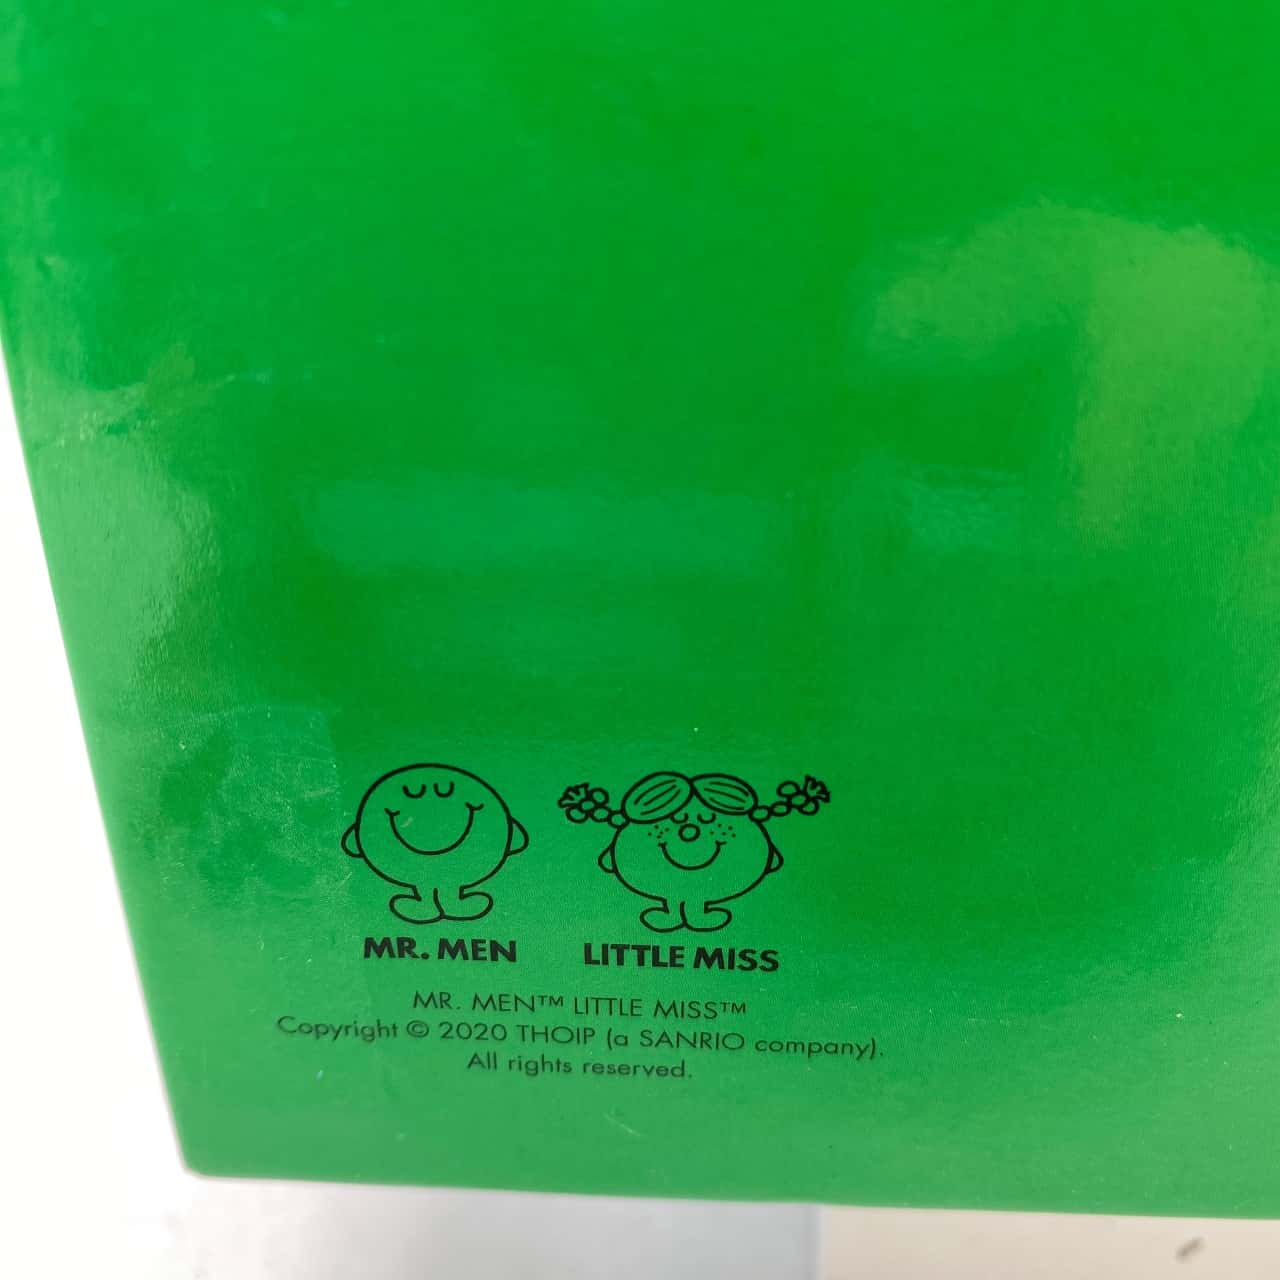 MR. MEN LITTLE MISS
MR. MEN™ LITTLE MISS™
Copyright © 2020 THOIP (a SANRIO company).
All rights reserved.